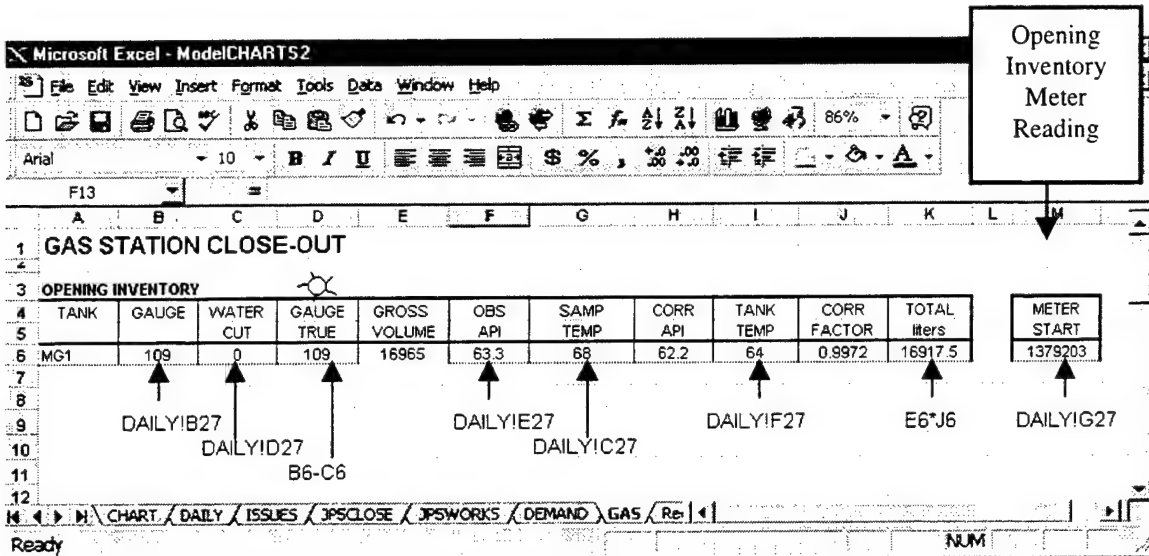 Opening
Inventory
Meter
Reading
Microsoft Excel - ModelCHARTS2
File Edit View Insert Format Tools Data Window Help
86%
Arial 10 B I U $ % ,
F13 =
A B C D E F G H I J K L M
1 GAS STATION CLOSE-OUT
2
3 OPENING INVENTORY
4 TANK GAUGE WATER GAUGE GROSS OBS SAMP CORR TANK CORR TOTAL METER
5 CUT TRUE VOLUME API TEMP API TEMP FACTOR liters START
6 MG1 109 0 109 16965 63.3 68 62.2 64 0.9972 16917.5 1379203
7
8
9 DAILY!B27 DAILY!E27 DAILY!F27 E6*J6 DAILY!G27
10 DAILY!D27 DAILY!C27
11 B6-C6
12
CHART DAILY ISSUES JPSCLOSE JPSWORKS DEMAND GAS
Ready NUM